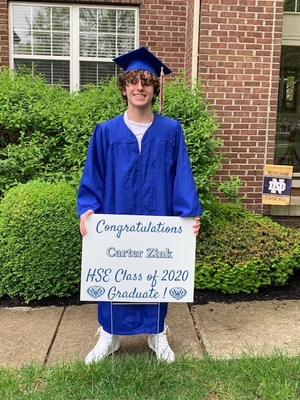 Congratulations
Carter Zink
HSE Class of 2020
Graduate!
ND